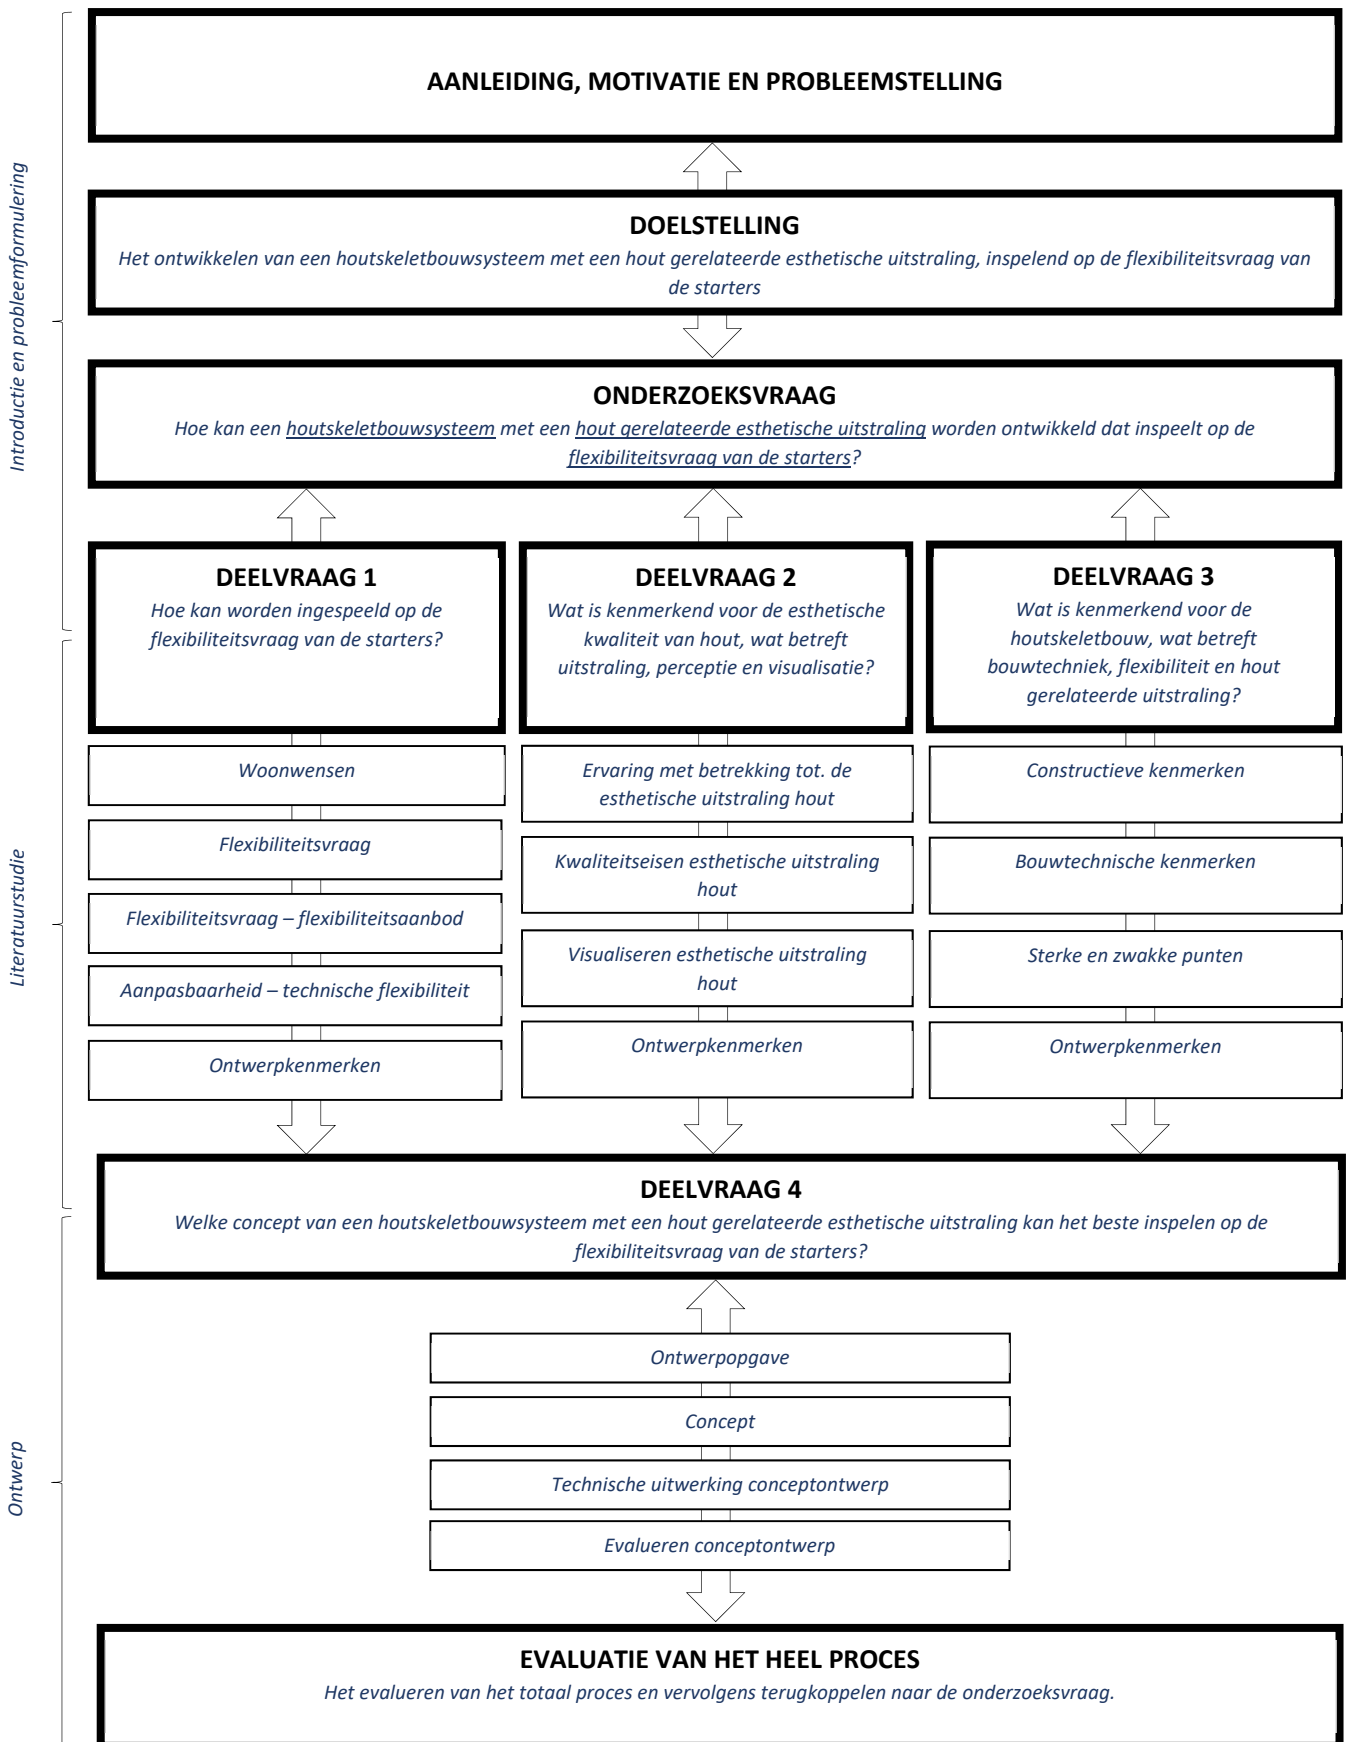 AANLEIDING, MOTIVATIE EN PROBLEEMSTELLING
Introductie en probleemformulering
DOELSTELLING
Het ontwikkelen van een houtskeletbouwsysteem met een hout gerelateerde esthetische uitstraling, inspelend op de flexibiliteitsvraag van
de starters
ONDERZOEKSVRAAG
Hoe kan een houtskeletbouwsysteem met een hout gerelateerde esthetische uitstraling worden ontwikkeld dat inspeelt op de
flexibiliteitsvraag van de starters?
DEELVRAAG 1
Hoe kan worden ingespeeld op de
flexibiliteitsvraag van de starters?
DEELVRAAG 2
Wat is kenmerkend voor de esthetische
kwaliteit van hout, wat betreft
uitstraling, perceptie en visualisatie?
DEELVRAAG 3
Wat is kenmerkend voor de
houtskeletbouw, wat betreft
bouwtechniek, flexibiliteit en hout
gerelateerde uitstraling?
Literatuurstudie
Woonwensen
Flexibiliteitsvraag
Flexibiliteitsvraag – flexibiliteitsaanbod
Aanpasbaarheid – technische flexibiliteit
Ontwerpkenmerken
Ervaring met betrekking tot. de
esthetische uitstraling hout
Kwaliteitseisen esthetische uitstraling
hout
Visualiseren esthetische uitstraling
hout
Ontwerpkenmerken
Constructieve kenmerken
Bouwtechnische kenmerken
Sterke en zwakke punten
Ontwerpkenmerken
DEELVRAAG 4
Welke concept van een houtskeletbouwsysteem met een hout gerelateerde esthetische uitstraling kan het beste inspelen op de
flexibiliteitsvraag van de starters?
Ontwerp
Ontwerpopgave
Concept
Technische uitwerking conceptontwerp
Evalueren conceptontwerp
EVALUATIE VAN HET HEEL PROCES
Het evalueren van het totaal proces en vervolgens terugkoppelen naar de onderzoeksvraag.